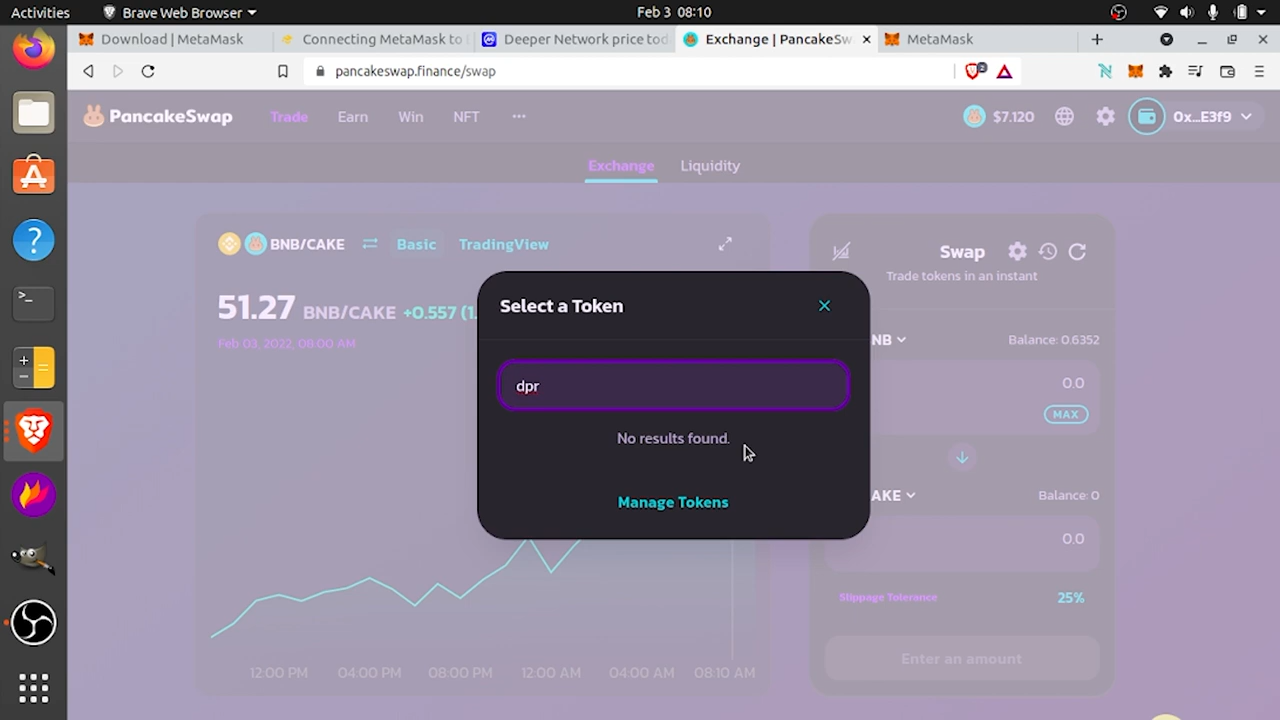 Activities
Brave Web Browser
Feb 3 08:10
Download | MetaMask
Connecting MetaMask to
Deeper Network price tod
Exchange | PancakeSw
MetaMask
pancakeswap.finance/swap
2
PancakeSwap
Trade
Earn
Win
NFT
$7.120
0x...E3f9
Exchange
Liquidity
BNB/CAKE
Basic
TradingView
51.27 BNB/CAKE +0.557 (1.
Feb 03, 2022, 08:00 AM
Swap
Trade tokens in an instant
Select a Token
dpr
No results found.
Manage Tokens
NB
Balance: 0.6352
0.0
MAX
AKE
Balance: 0
0.0
Slippage Tolerance
25%
Enter an amount
12:00 PM
04:00 PM
08:00 PM
12:00 AM
04:00 AM
08:10 AM